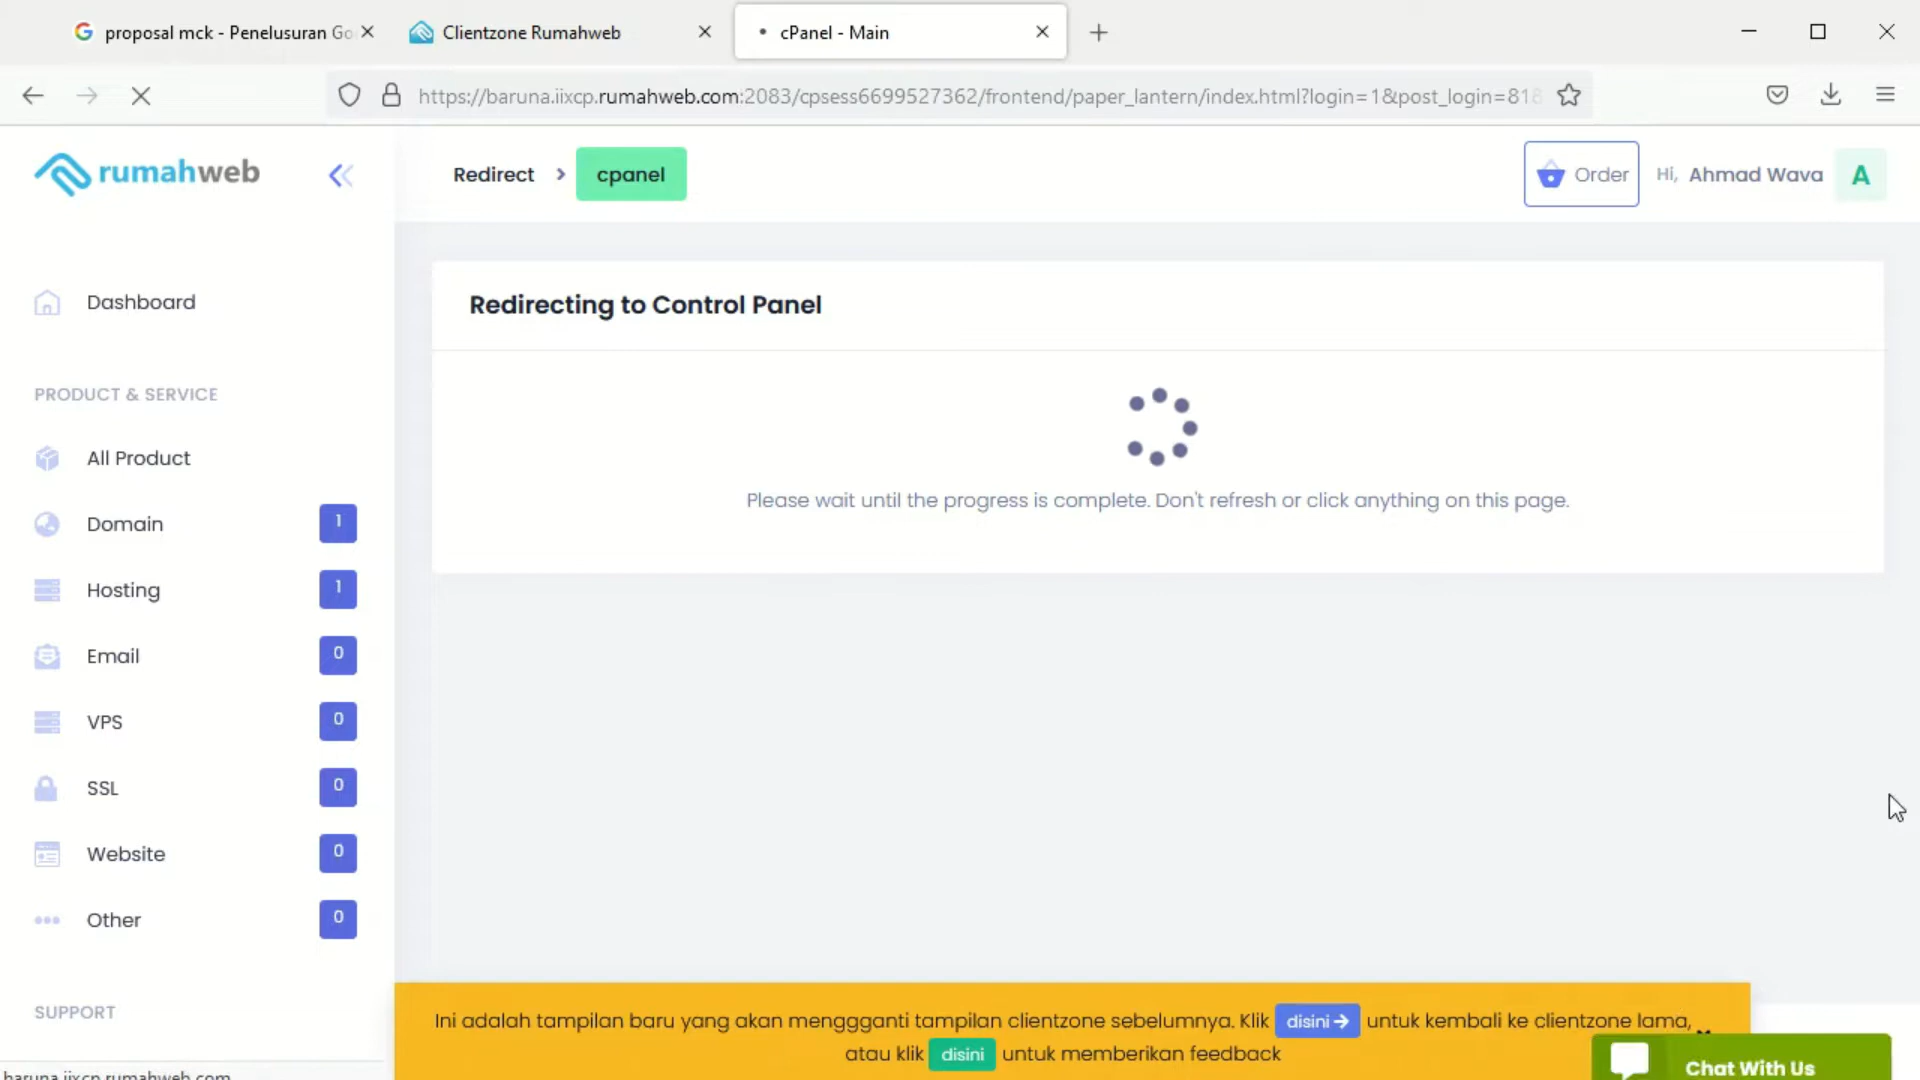 proposal mck - Penelusuran Go
Clientzone Rumahweb
cPanel - Main
https://baruna.iixcp.rumahweb.com:2083/cpsess6699527362/frontend/paper_lantern/index.html?login=1&post_login=818
rumahweb
Redirect
cpanel
Order
Hi, Ahmad Wava
A
Redirecting to Control Panel
Please wait until the progress is complete. Don't refresh or click anything on this page.
Dashboard
PRODUCT & SERVICE
All Product
Domain 1
Hosting 1
Email 0
VPS 0
SSL 0
Website 0
Other 0
SUPPORT
Ini adalah tampilan baru yang akan menggganti tampilan clientzone sebelumnya. Klik disini untuk kembali ke clientzone lama,
atau klik disini untuk memberikan feedback
Chat With Us
baruna.iixcp.rumahweb.com